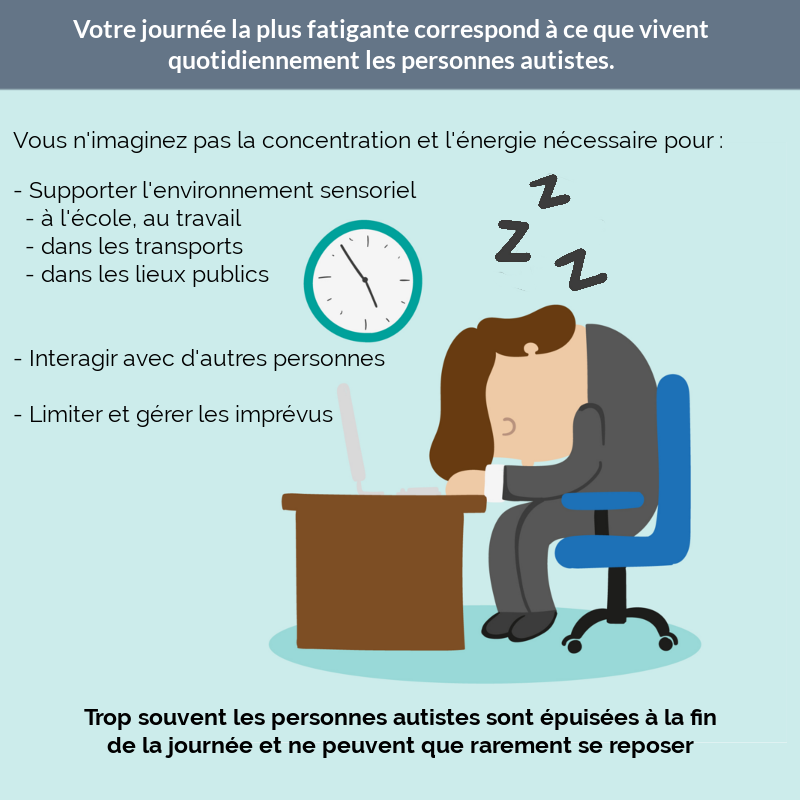 Votre journée la plus fatigante correspond à ce que vivent
quotidiennement les personnes autistes.
Vous n'imaginez pas la concentration et l'énergie nécessaire pour :
- Supporter l'environnement sensoriel
- à l'école, au travail
- dans les transports
- dans les lieux publics
- Interagir avec d'autres personnes
- Limiter et gérer les imprévus
Z
Z
Z
Trop souvent les personnes autistes sont épuisées à la fin
de la journée et ne peuvent que rarement se reposer